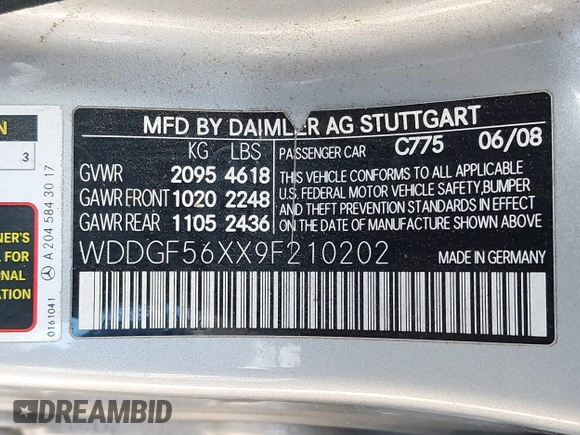 MFD BY DAIMLER AG STUTTGART
KG LBS PASSENGER CAR C775 06/08
GVWR 2095 4618
GAWR FRONT 1020 2248
GAWR REAR 1105 2436
THIS VEHICLE CONFORMS TO ALL APPLICABLE
U.S. FEDERAL MOTOR VEHICLE SAFETY, BUMPER
AND THEFT PREVENTION STANDARDS IN EFFECT
ON THE DATE OF MANUFACTURE SHOWN ABOVE.
WDDGF56XX9F210202 MADE IN GERMANY
3
A 204 584 30 17
0161041
DREAMBID